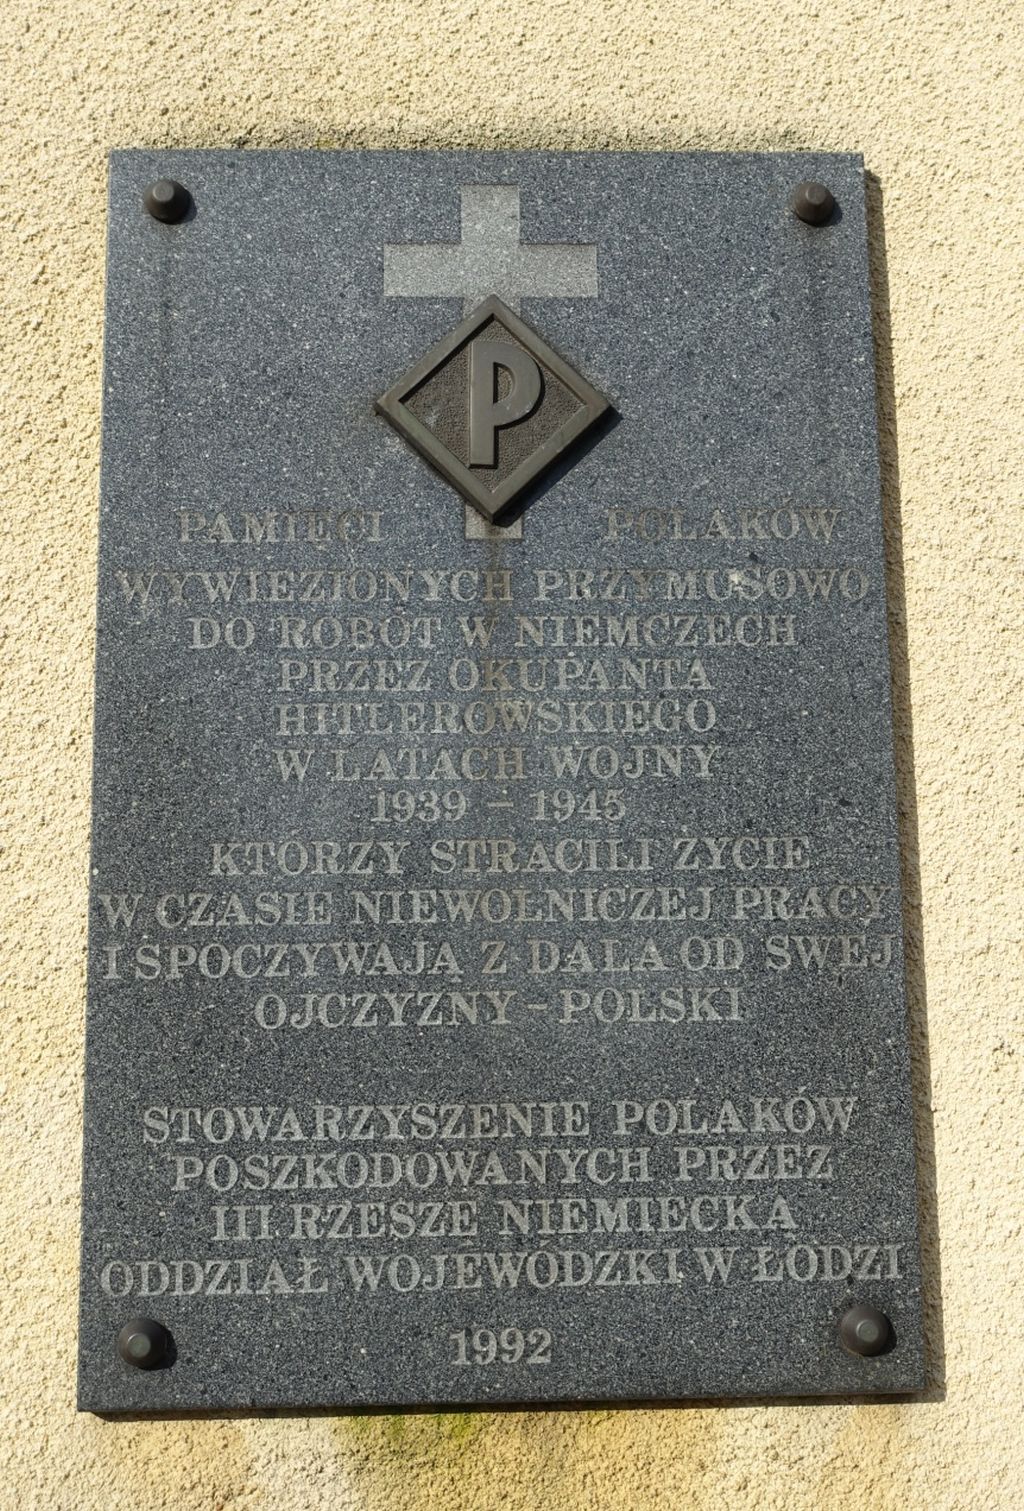 P
PAMIĘCI POLAKÓW
WYWIEZIONYCH PRZYMUSOWO
DO ROBÓT W NIEMCZECH
PRZEZ OKUPANTA
HITLEROWSKIEGO
W LATACH WOJNY
1939 – 1945
KTÓRZY STRACILI ŻYCIE
W CZASIE NIEWOLNICZEJ PRACY
I SPOCZYWAJĄ Z DALA OD SWEJ
OJCZYZNY – POLSKI
STOWARZYSZENIE POLAKÓW
POSZKODOWANYCH PRZEZ
III RZESZĘ NIEMIECKĄ
ODDZIAŁ WOJEWÓDZKI W ŁODZI
1992